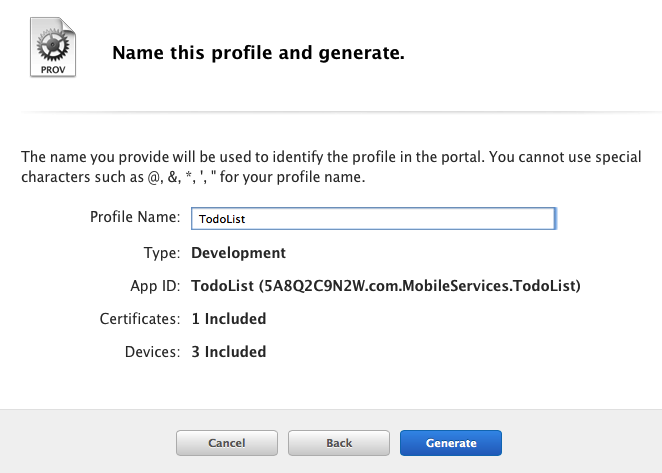 PROV
Name this profile and generate.
The name you provide will be used to identify the profile in the portal. You cannot use special
characters such as @, &, *, ', " for your profile name.
Profile Name: TodoList
Type: Development
App ID: TodoList (5A8Q2C9N2W.com.MobileServices.TodoList)
Certificates: 1 Included
Devices: 3 Included
Cancel Back Generate